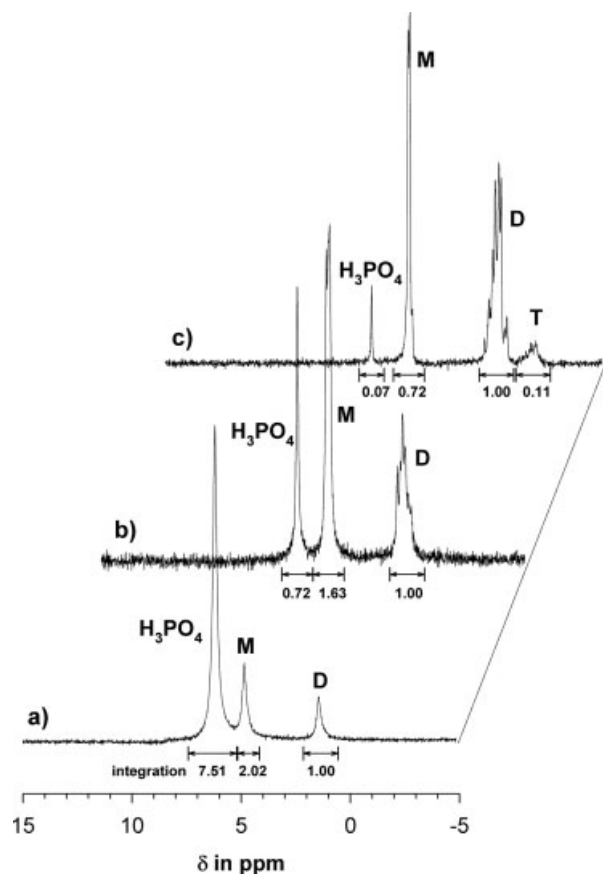 M
D
H₃PO₄
T
c)
0.07 0.72 1.00 0.11
H₃PO₄
M
D
b)
0.72 1.63 1.00
H₃PO₄
M
D
a)
integration 7.51 2.02 1.00
15 10 5 0 -5
δ in ppm